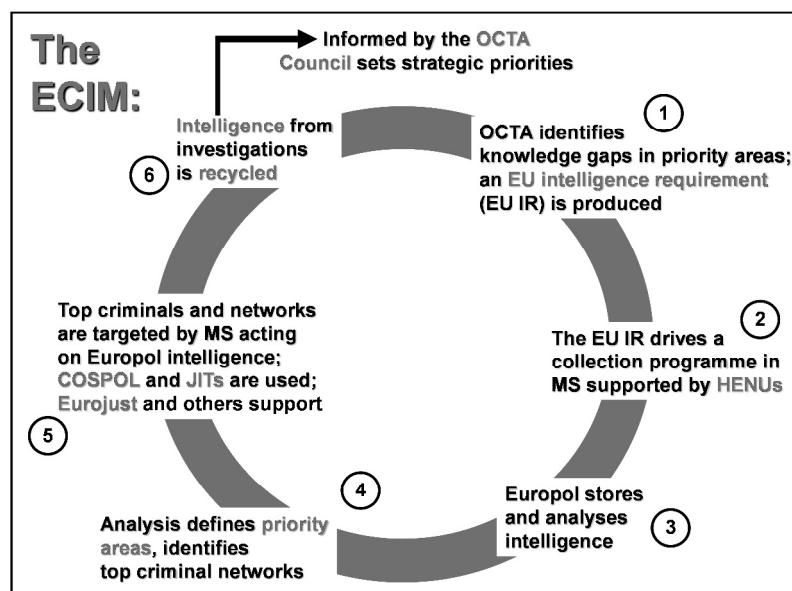 The
ECIM:
Informed by the OCTA
Council sets strategic priorities
1
OCTA identifies
knowledge gaps in priority areas;
an EU intelligence requirement
(EU IR) is produced
2
The EU IR drives a
collection programme in
MS supported by HENUs
3
Europol stores
and analyses
intelligence
4
Analysis defines priority
areas, identifies
top criminal networks
5
Top criminals and networks
are targeted by MS acting
on Europol intelligence;
COSPOL and JITs are used;
Eurojust and others support
6
Intelligence from
investigations
is recycled